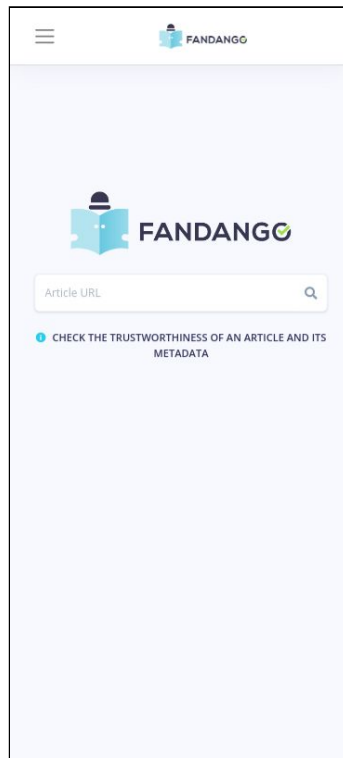 FANDANGO
FANDANGO
Article URL
CHECK THE TRUSTWORTHINESS OF AN ARTICLE AND ITS
METADATA